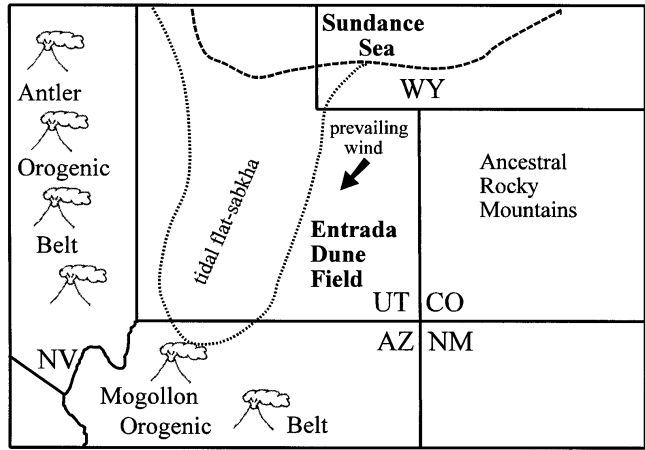 Sundance
Sea
WY
Antler
Orogenic
Belt
prevailing
wind
Ancestral
Rocky
Mountains
tidal flat-sabkha
Entrada
Dune
Field
UT
CO
NV
AZ
NM
Mogollon
Orogenic
Belt